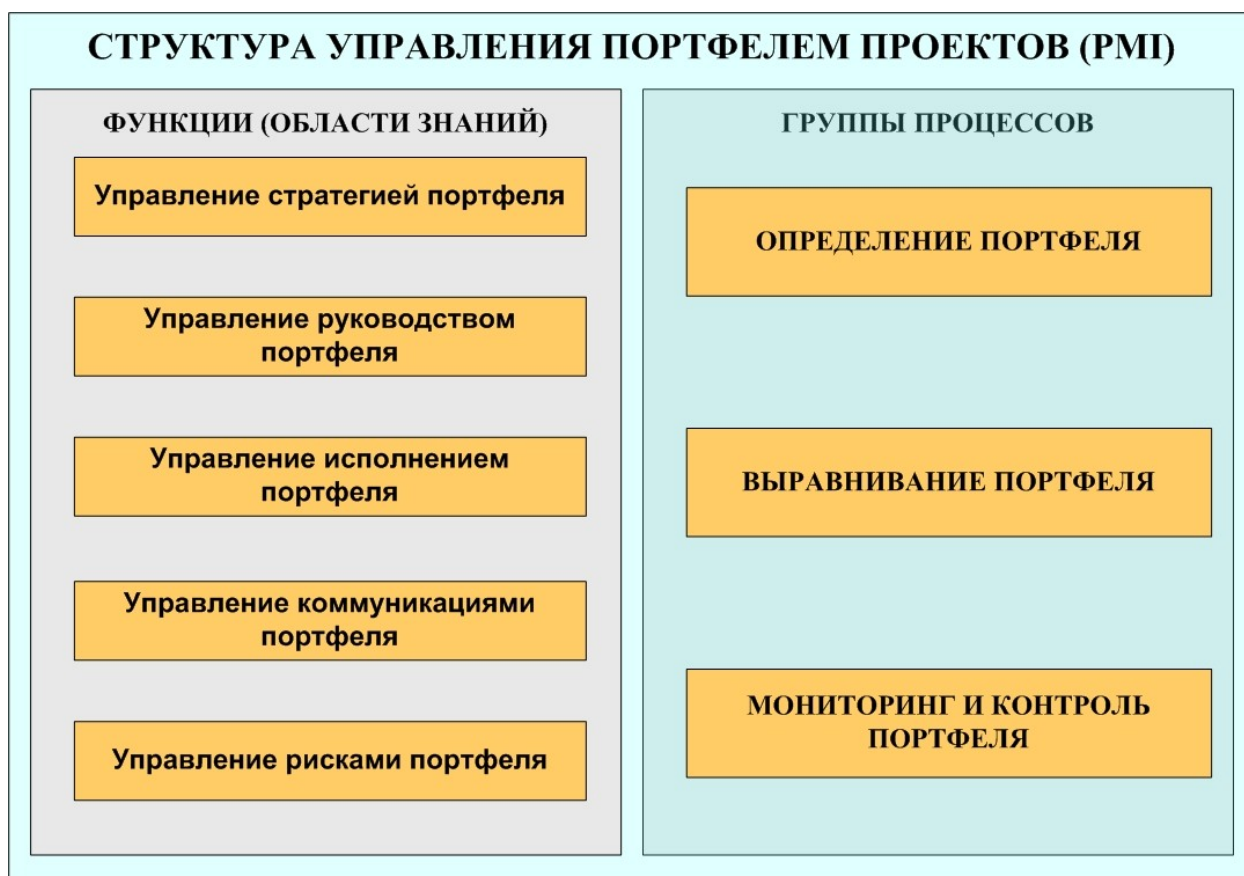 СТРУКТУРА УПРАВЛЕНИЯ ПОРТФЕЛЕМ ПРОЕКТОВ (PMI)
ФУНКЦИИ (ОБЛАСТИ ЗНАНИЙ)
Управление стратегией портфеля
Управление руководством
портфеля
Управление исполнением
портфеля
Управление коммуникациями
портфеля
Управление рисками портфеля
ГРУППЫ ПРОЦЕССОВ
ОПРЕДЕЛЕНИЕ ПОРТФЕЛЯ
ВЫРАВНИВАНИЕ ПОРТФЕЛЯ
МОНИТОРИНГ И КОНТРОЛЬ
ПОРТФЕЛЯ